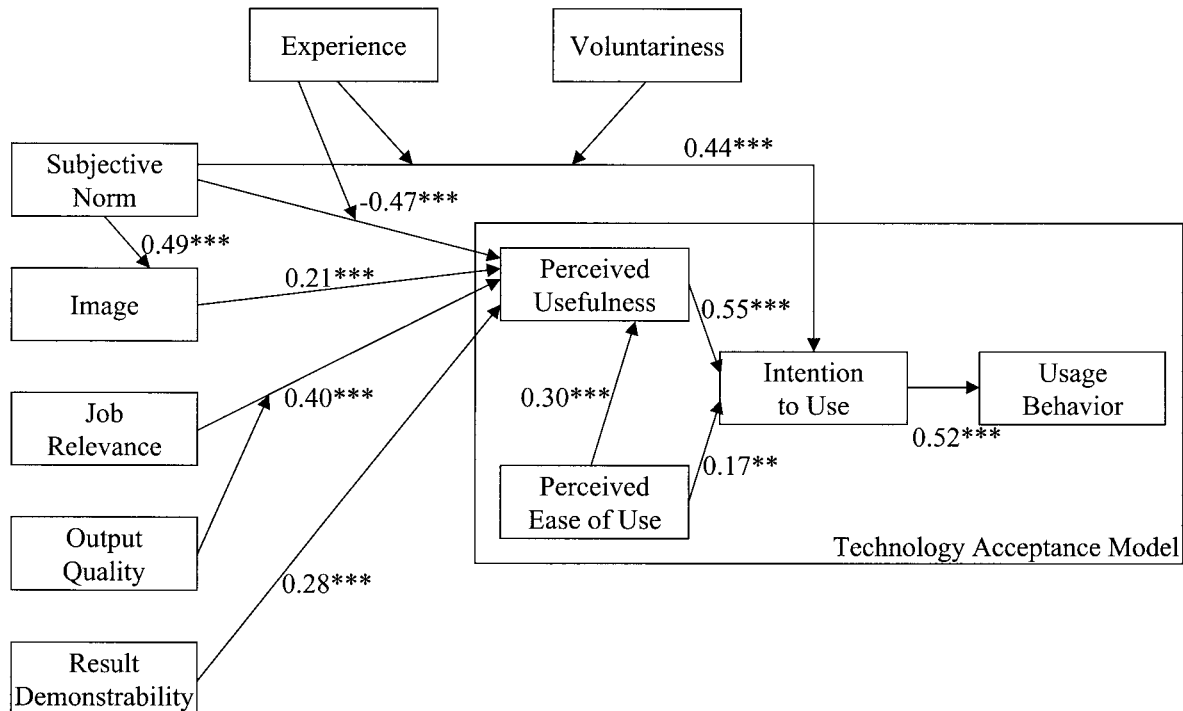 Experience
Voluntariness
0.44***
Subjective
Norm
-0.47***
0.49***
Image
0.21***
Perceived
Usefulness
0.55***
Intention
to Use
Usage
Behavior
0.30***
Job
Relevance
0.40***
0.52***
0.17**
Perceived
Ease of Use
Output
Quality
Technology Acceptance Model
0.28***
Result
Demonstrability